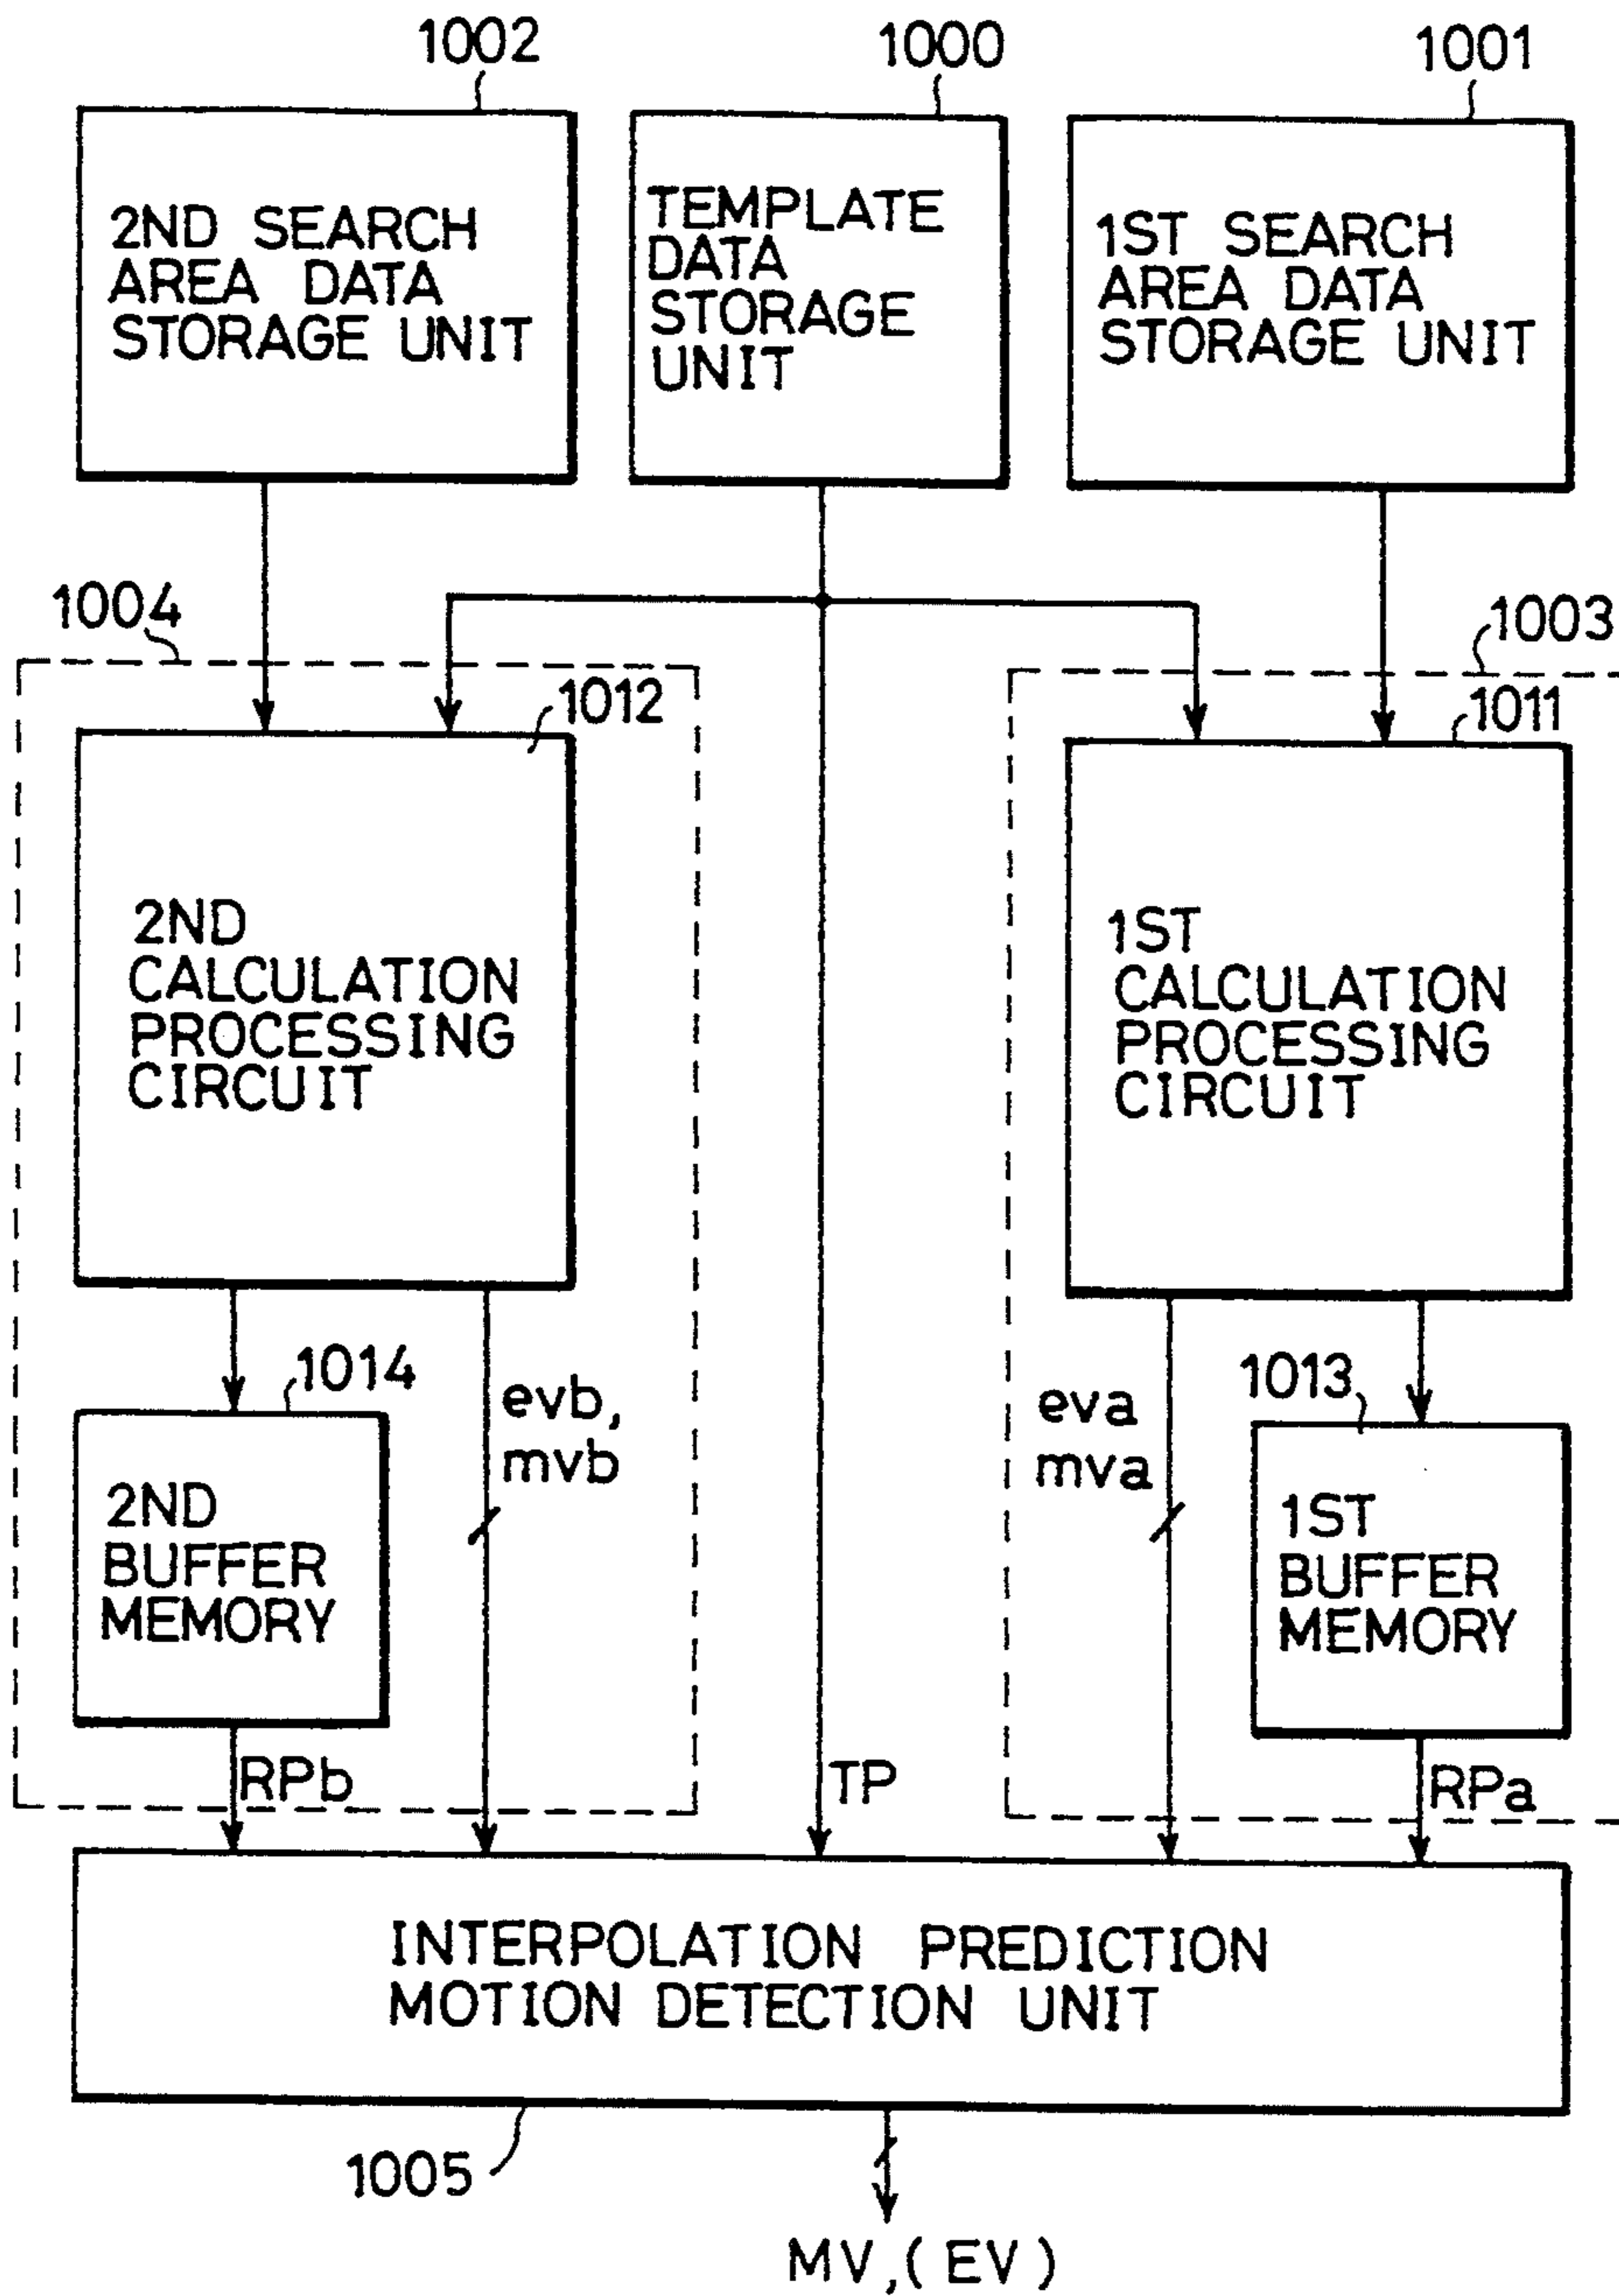 1002
1000
1001
2ND SEARCH
AREA DATA
STORAGE UNIT
TEMPLATE
DATA
STORAGE
UNIT
1ST SEARCH
AREA DATA
STORAGE UNIT
1004
1003
1012
1011
2ND
CALCULATION
PROCESSING
CIRCUIT
1ST
CALCULATION
PROCESSING
CIRCUIT
1014
evb,
mvb
eva
mva
1013
2ND
BUFFER
MEMORY
1ST
BUFFER
MEMORY
RPb
TP
RPa
INTERPOLATION PREDICTION
MOTION DETECTION UNIT
1005
MV,(EV)